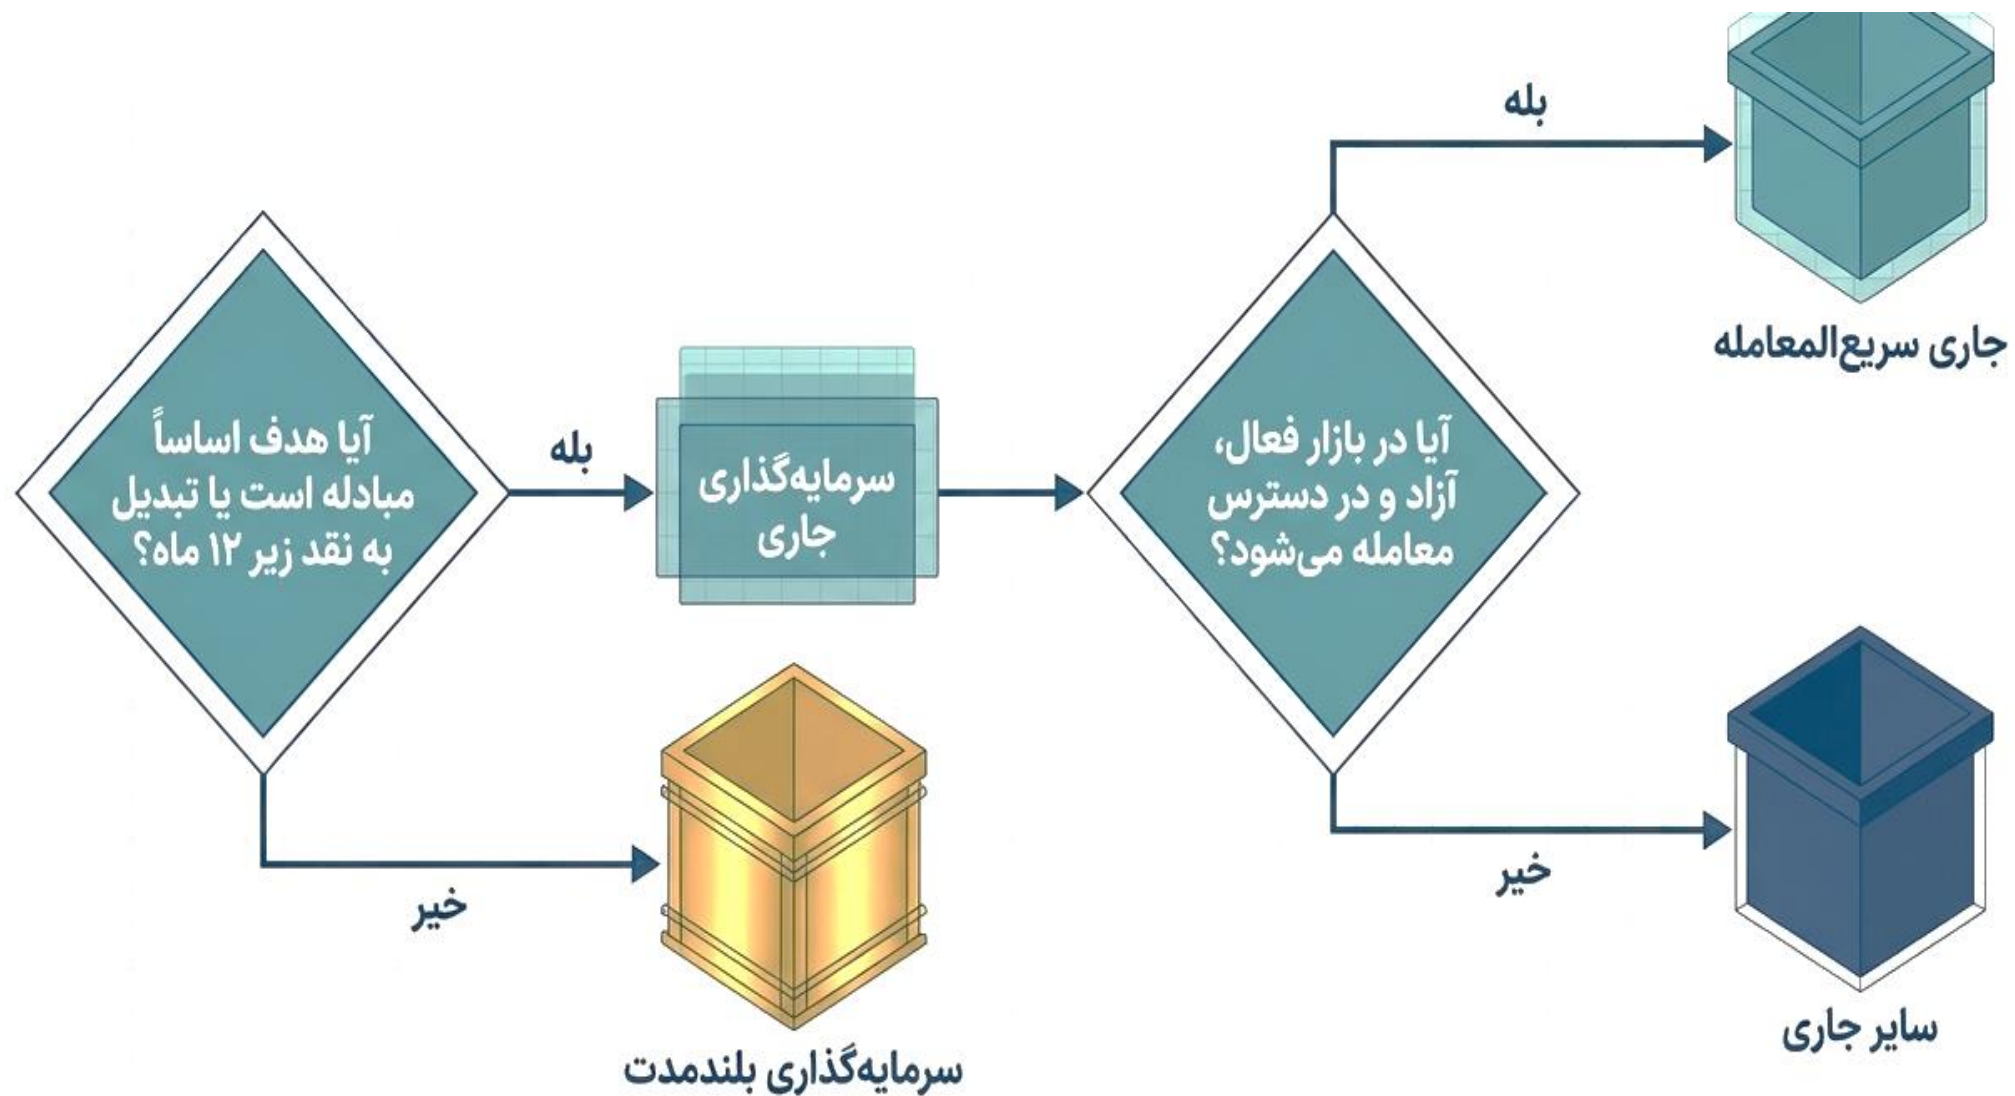 آیا هدف اساساً
مبادله است یا تبدیل
به نقد زیر ۱۲ ماه؟
بله
سرمایه‌گذاری
جاری
خیر
سرمایه‌گذاری بلندمدت
آیا در بازار فعال،
آزاد و در دسترس
معامله می‌شود؟
بله
جاری سریع‌المعامله
خیر
سایر جاری